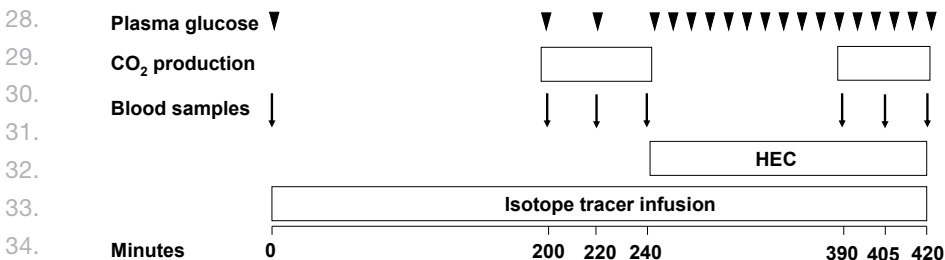 28. Plasma glucose
29. CO2 production
30. Blood samples
31.
32. HEC
33. Isotope tracer infusion
34. Minutes 0 200 220 240 390 405 420